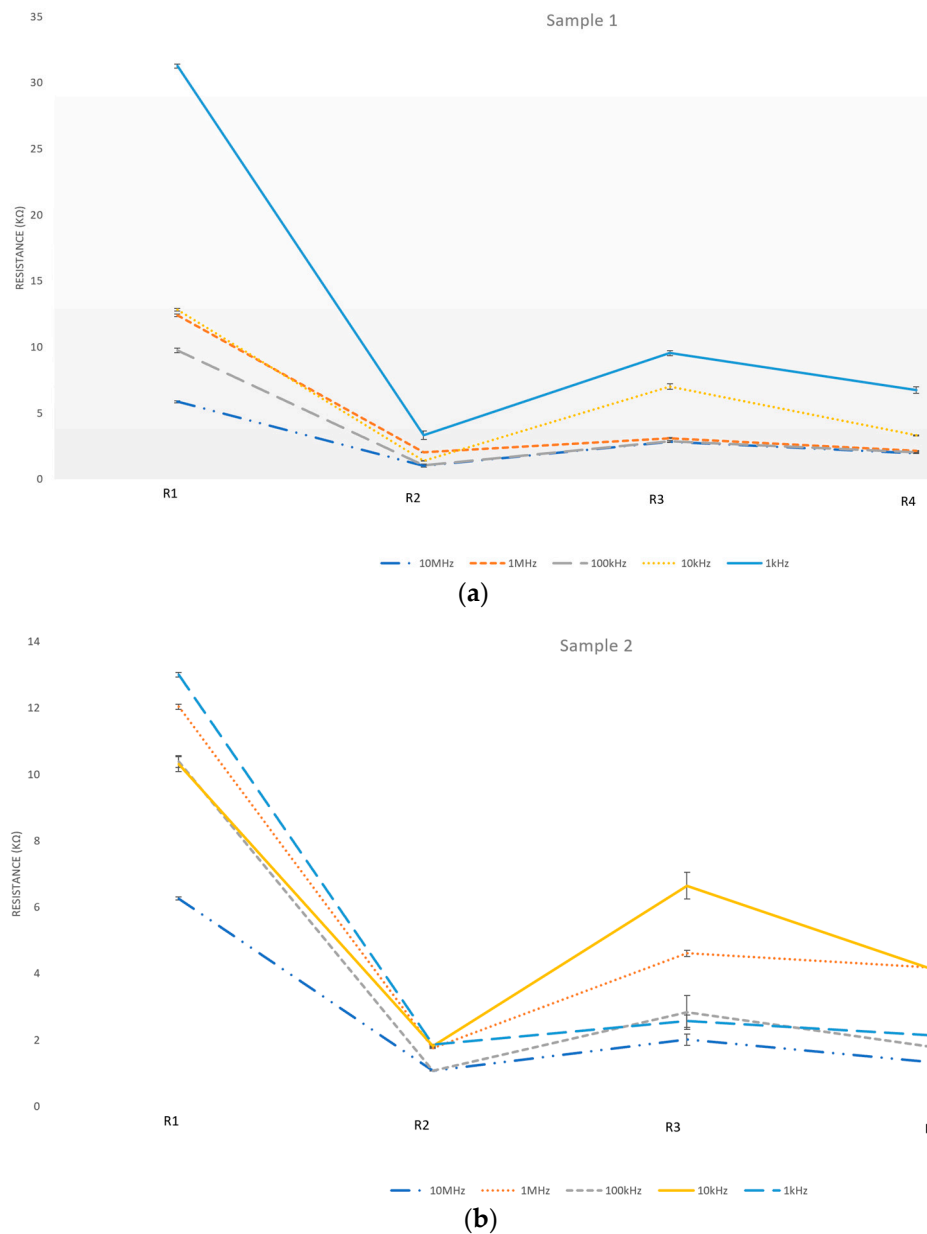 Sample 1
35
30
25
20
15
10
5
0
RESISTANCE (KΩ)
R1 R2 R3 R4
10MHz 1MHz 100kHz 10kHz 1kHz
(a)
Sample 2
14
12
10
8
6
4
2
0
RESISTANCE (KΩ)
R1 R2 R3
10MHz 1MHz 100kHz 10kHz 1kHz
(b)